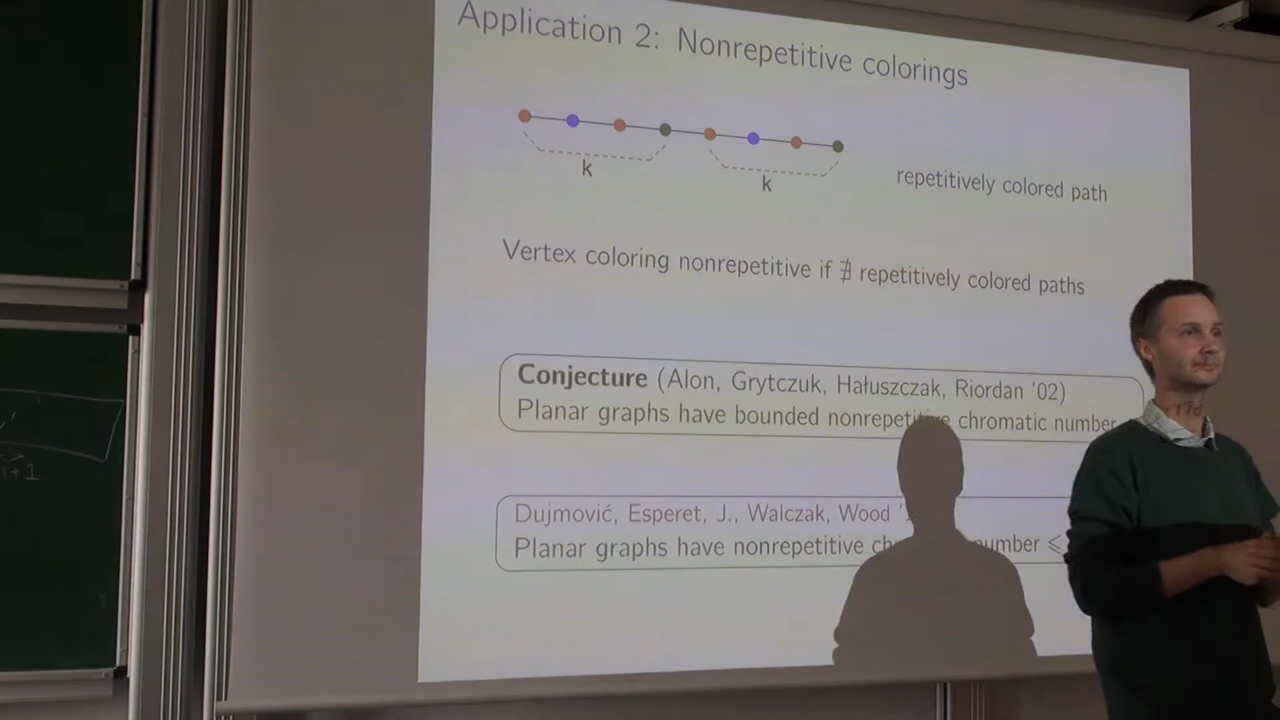 Application 2: Nonrepetitive colorings
k
k
repetitively colored path
Vertex coloring nonrepetitive if ∄ repetitively colored paths
Conjecture (Alon, Grytczuk, Hałuszczak, Riordan '02)
Planar graphs have bounded nonrepetitive chromatic number
Dujmović, Esperet, J., Walczak, Wood '
Planar graphs have nonrepetitive number ⩽
i+1